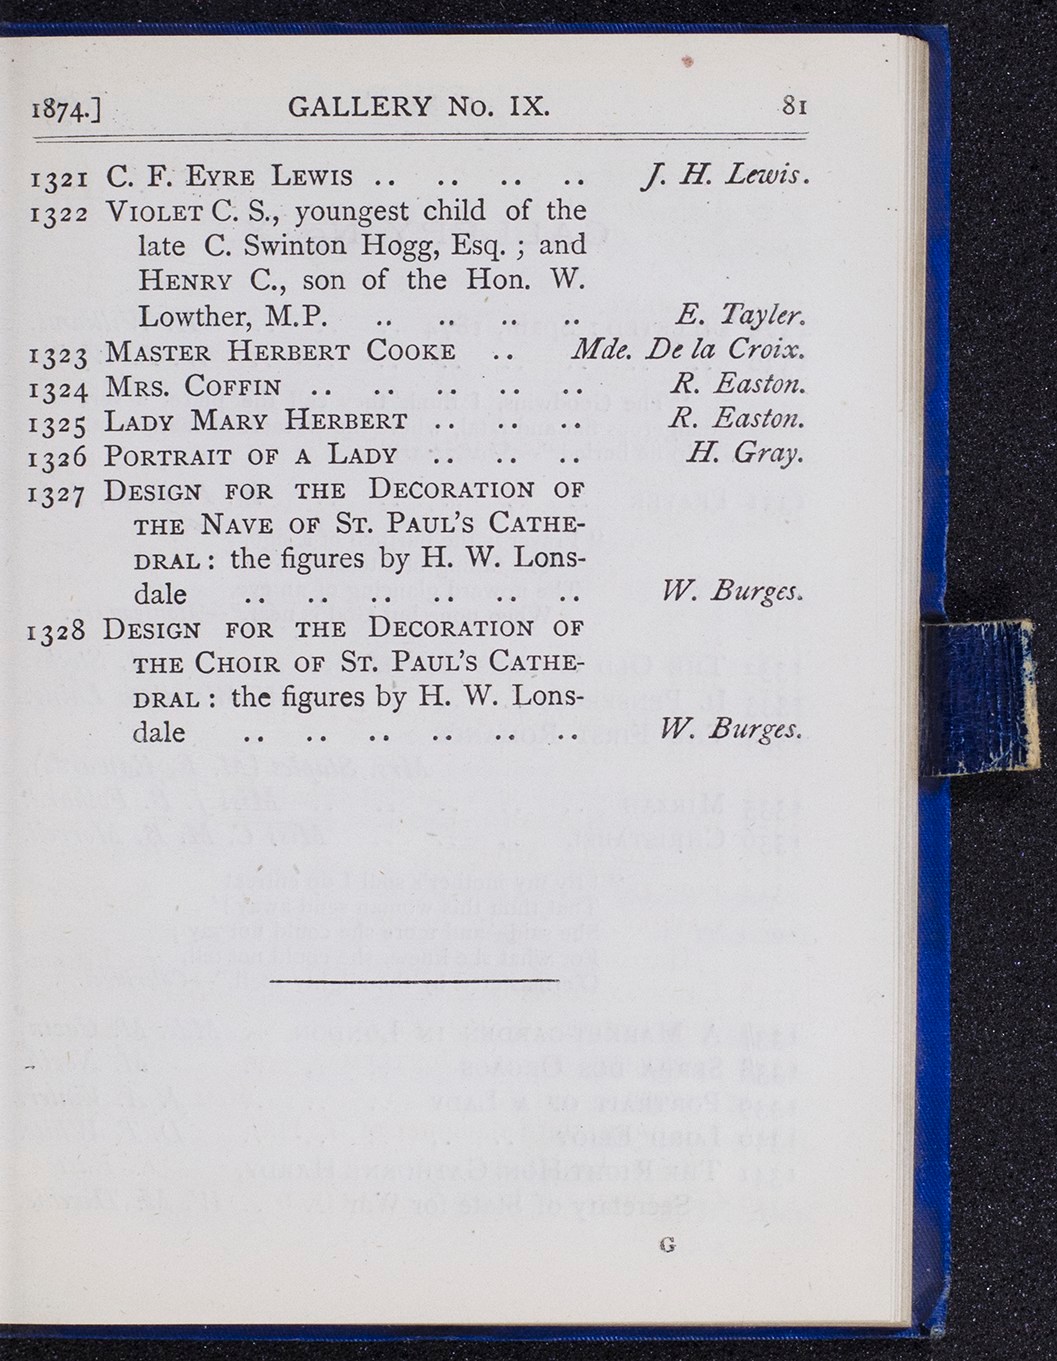 1874.] GALLERY No. IX. 81
1321 C. F. Eyre Lewis .. .. .. .. J. H. Lewis.
1322 Violet C. S., youngest child of the
late C. Swinton Hogg, Esq. ; and
Henry C., son of the Hon. W.
Lowther, M.P. .. .. .. .. E. Tayler.
1323 Master Herbert Cooke .. Mde. De la Croix.
1324 Mrs. Coffin .. .. .. .. .. R. Easton.
1325 Lady Mary Herbert .. .. .. R. Easton.
1326 Portrait of a Lady .. .. .. H. Gray.
1327 Design for the Decoration of
the Nave of St. Paul's Cathe-
dral : the figures by H. W. Lons-
dale .. .. .. .. .. .. W. Burges.
1328 Design for the Decoration of
the Choir of St. Paul's Cathe-
dral : the figures by H. W. Lons-
dale .. .. .. .. .. .. W. Burges.
G